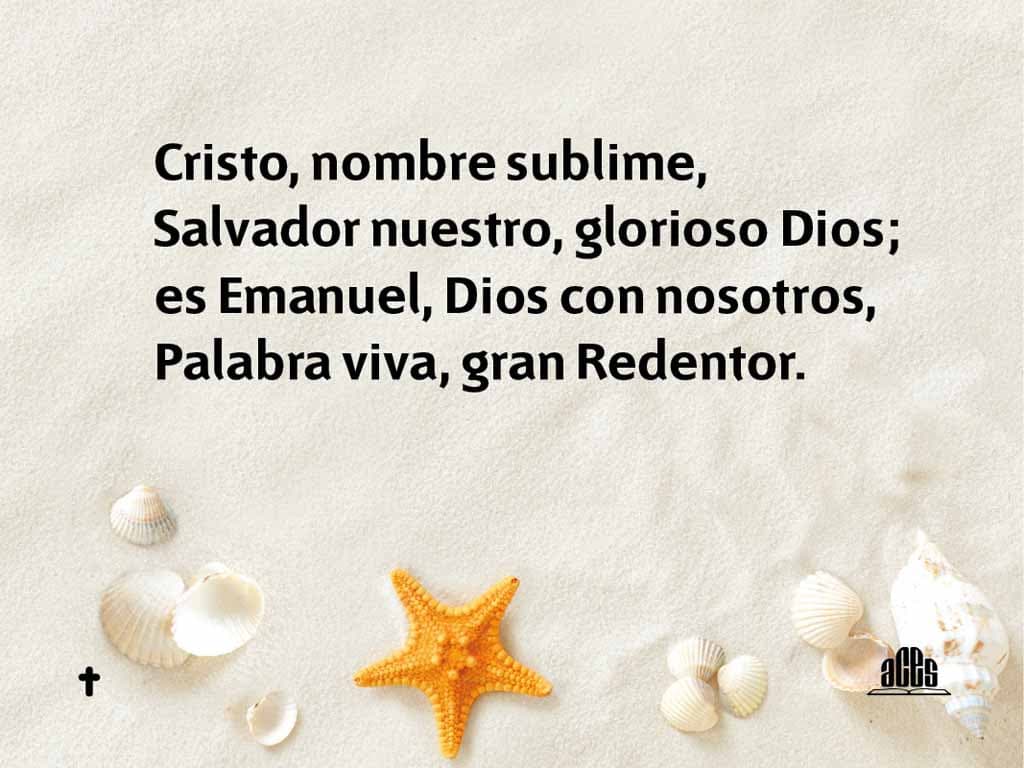 Cristo, nombre sublime,
Salvador nuestro, glorioso Dios;
es Emanuel, Dios con nosotros,
Palabra viva, gran Redentor.
aces